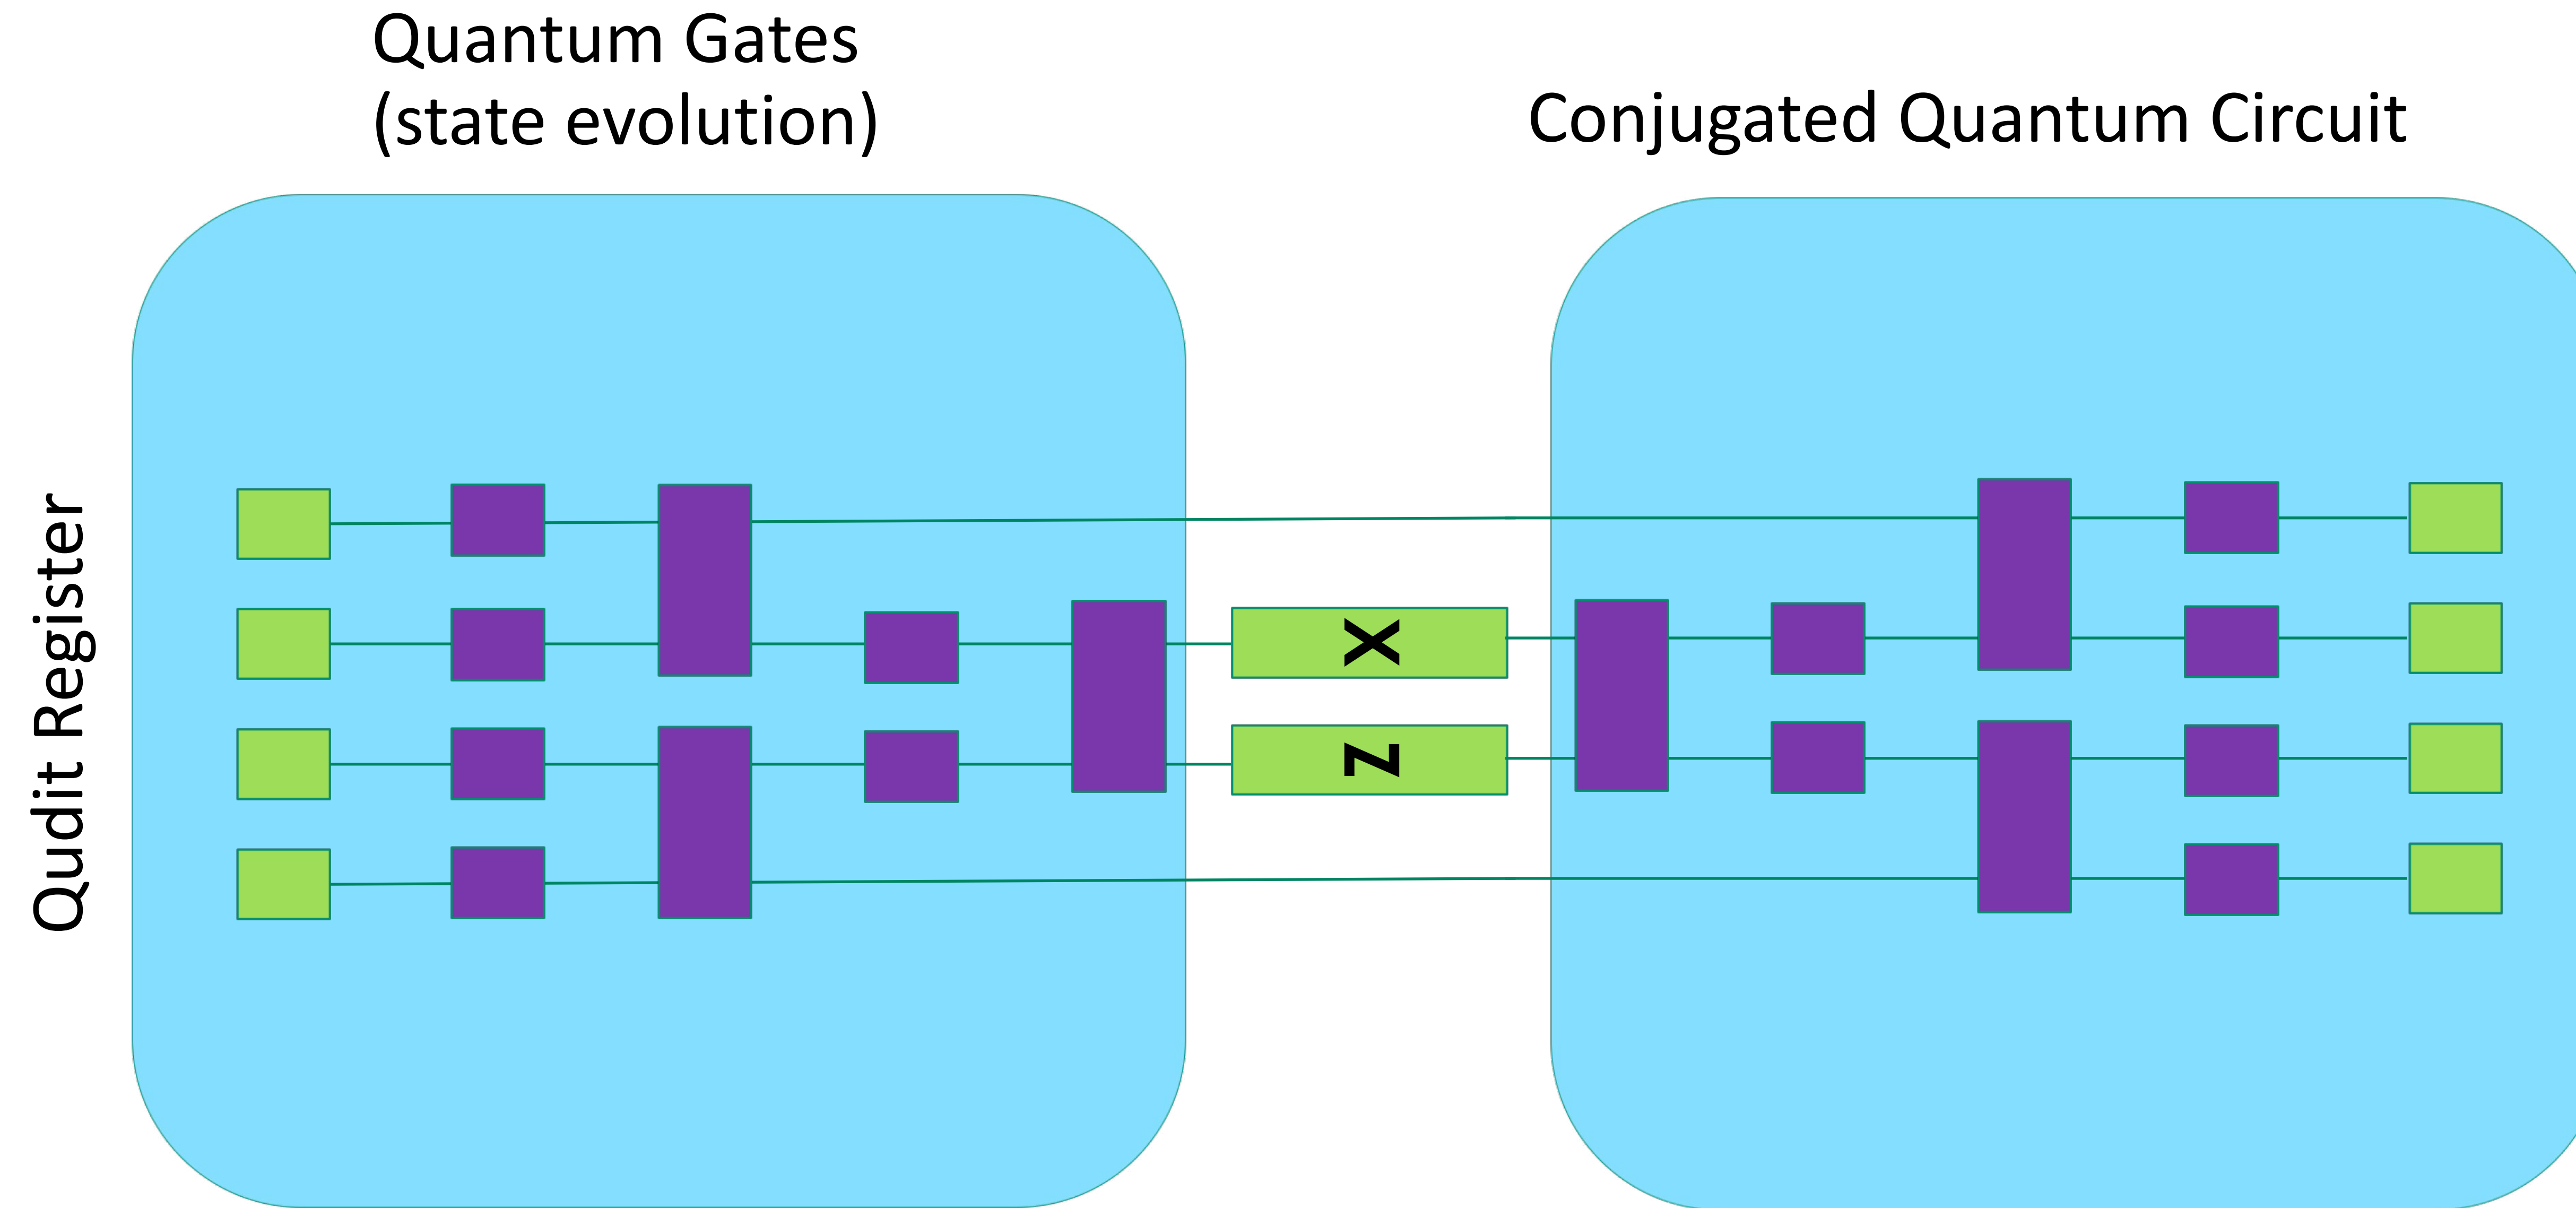 Quantum Gates
(state evolution)
Conjugated Quantum Circuit
Qudit Register
X
Z